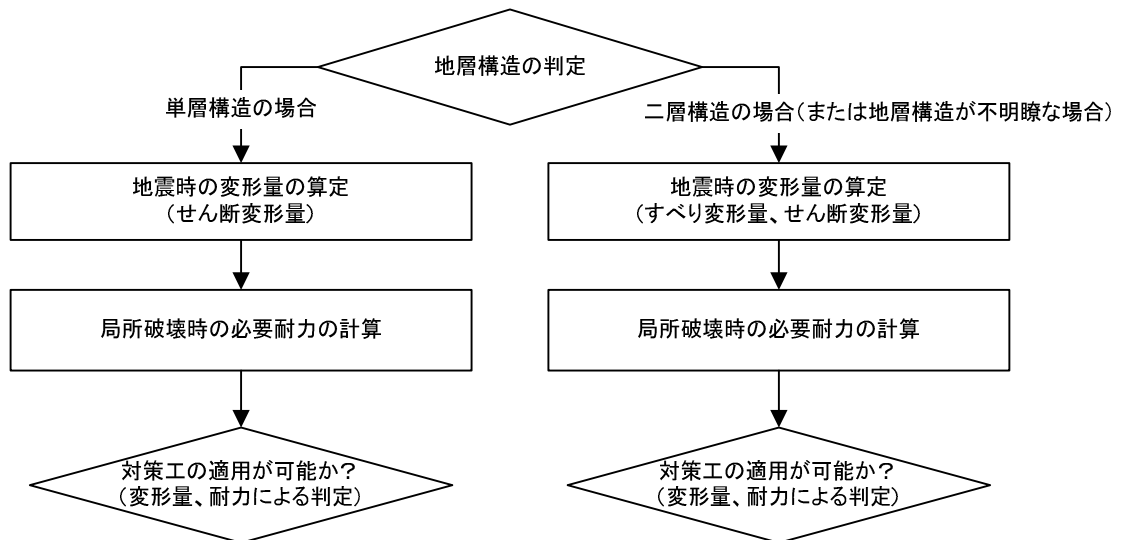 地層構造の判定
単層構造の場合
二層構造の場合（または地層構造が不明瞭な場合）
地震時の変形量の算定
（せん断変形量）
地震時の変形量の算定
（すべり変形量、せん断変形量）
局所破壊時の必要耐力の計算
局所破壊時の必要耐力の計算
対策工の適用が可能か？
（変形量、耐力による判定）
対策工の適用が可能か？
（変形量、耐力による判定）